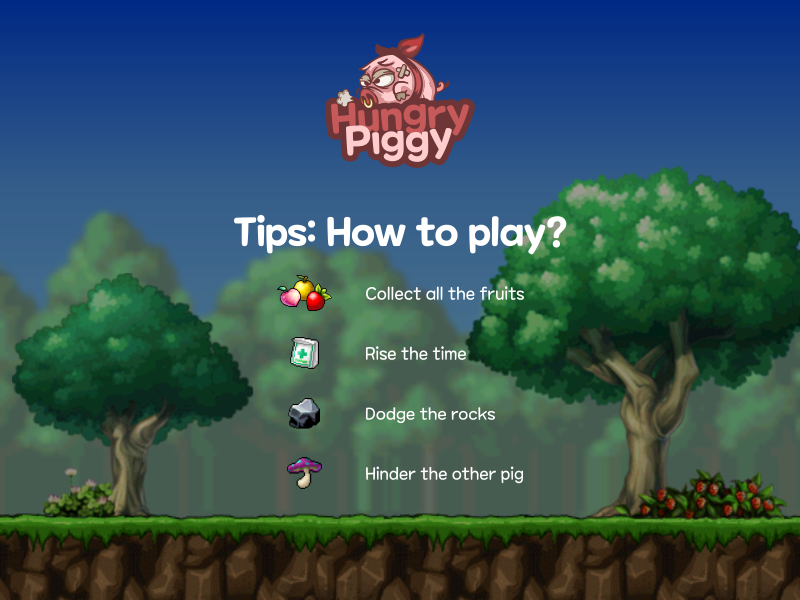 Hungry
Piggy
Tips: How to play?
Collect all the fruits
Rise the time
Dodge the rocks
Hinder the other pig